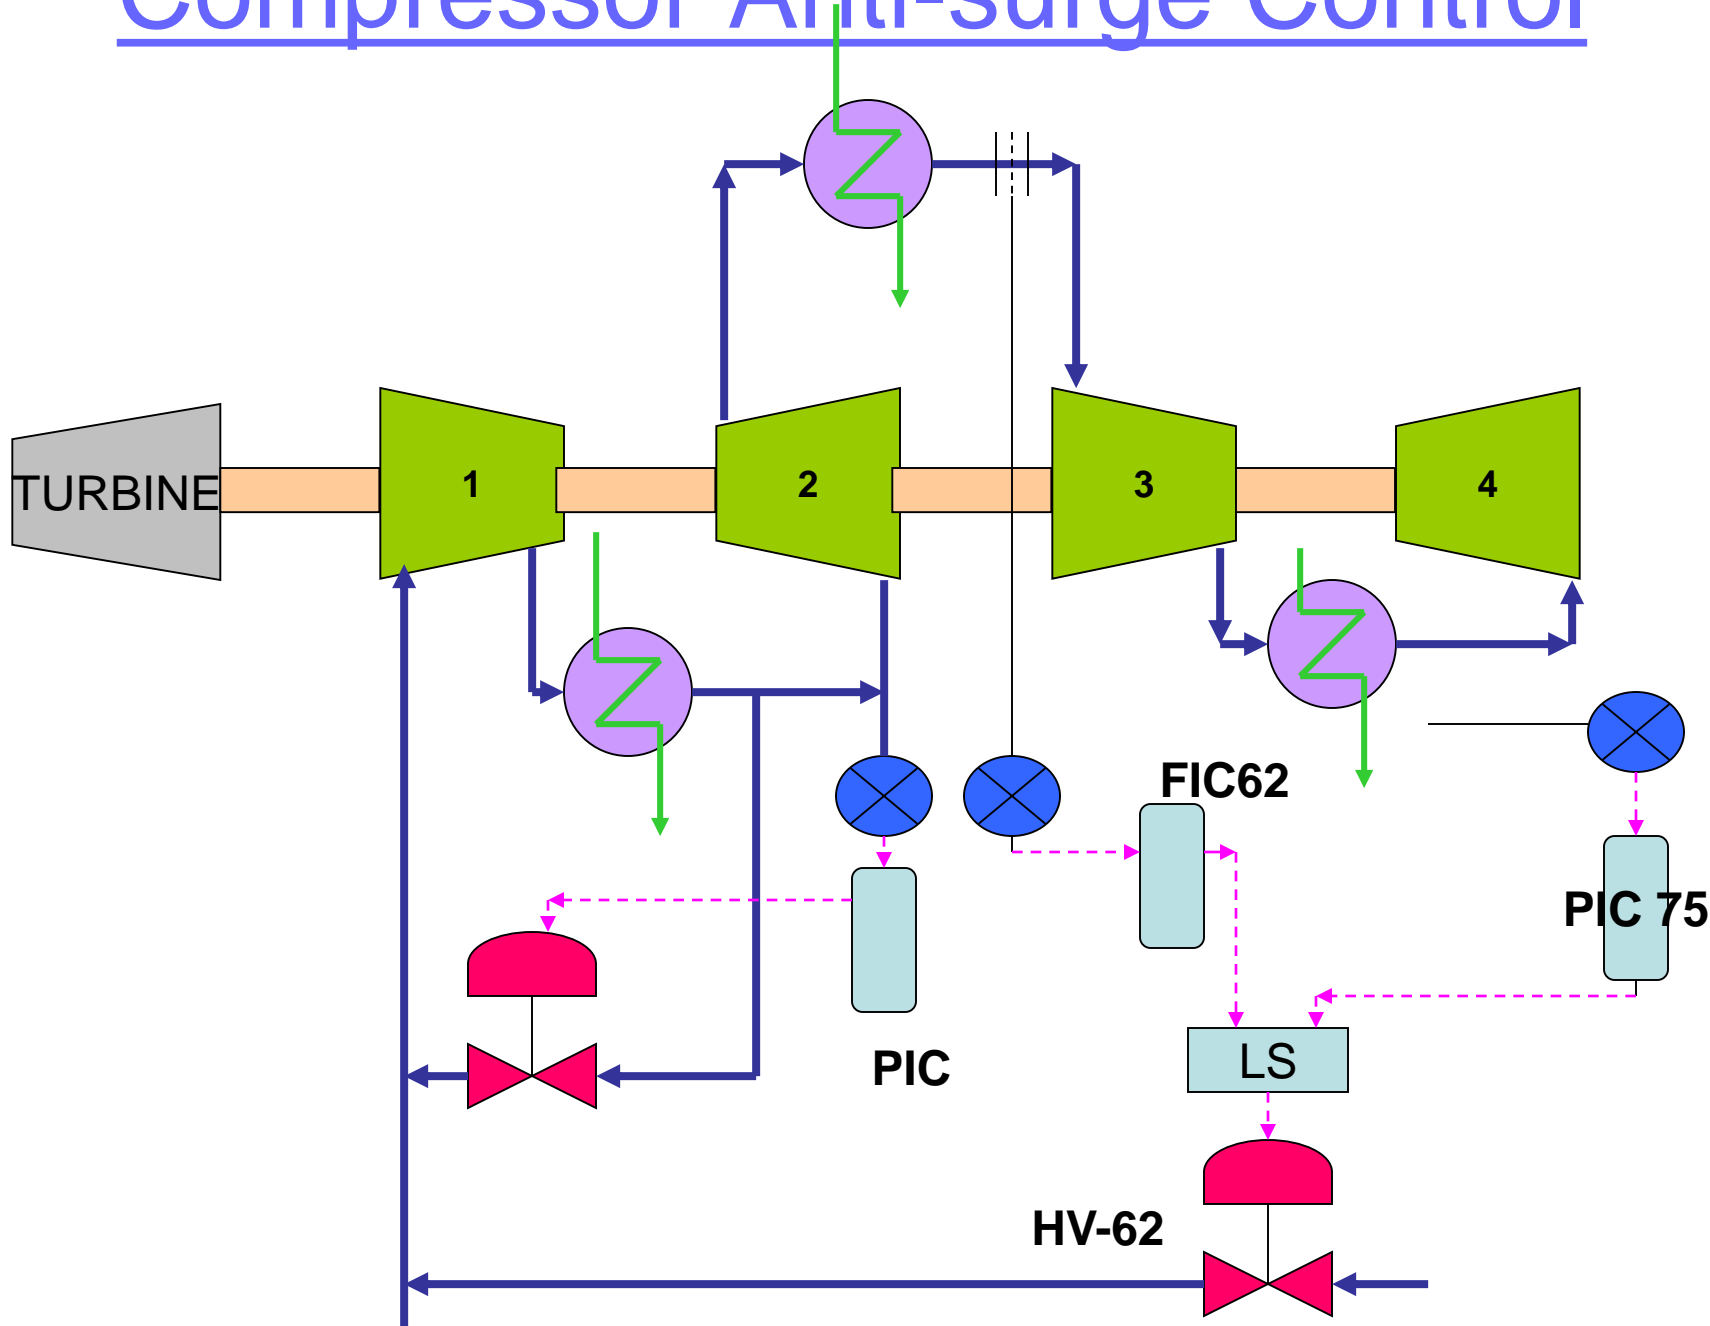 Compressor Anti-surge Control
TURBINE
1
2
3
4
FIC62
PIC 75
PIC
LS
HV-62